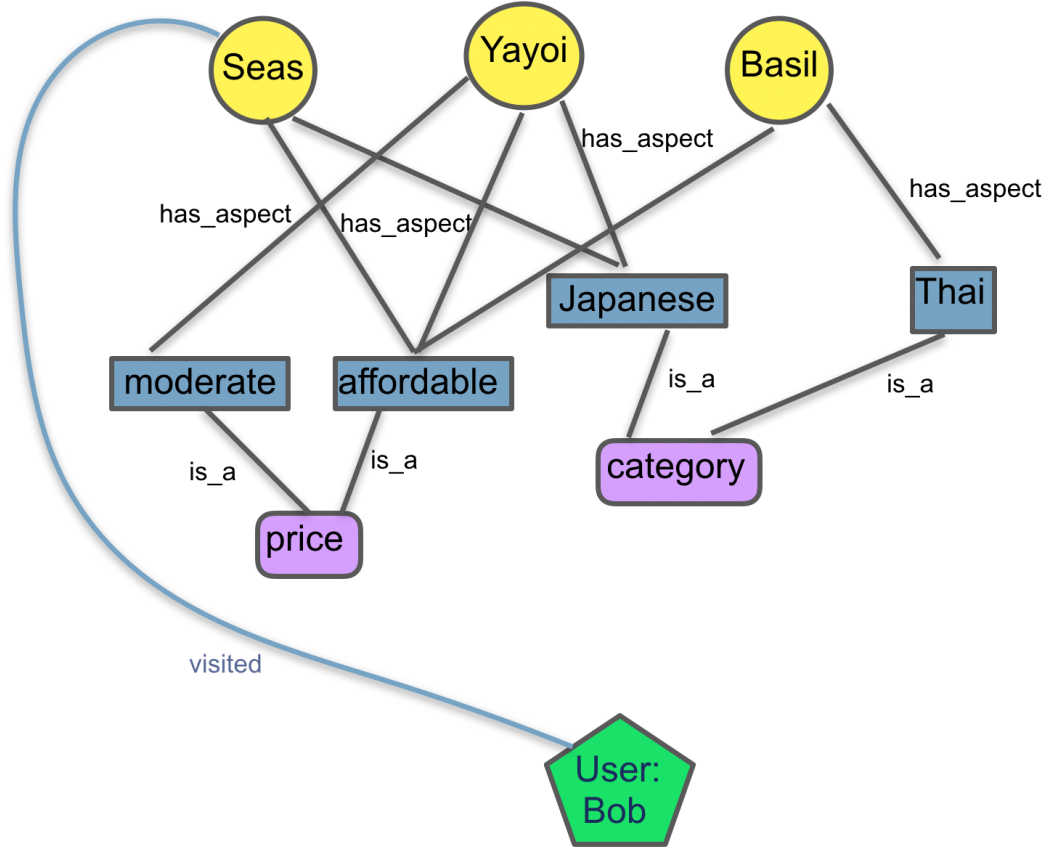 Seas
Yayoi
Basil
has_aspect
has_aspect
has_aspect
has_aspect
Japanese
Thai
moderate
affordable
is_a
is_a
is_a
is_a
category
price
visited
User:
Bob